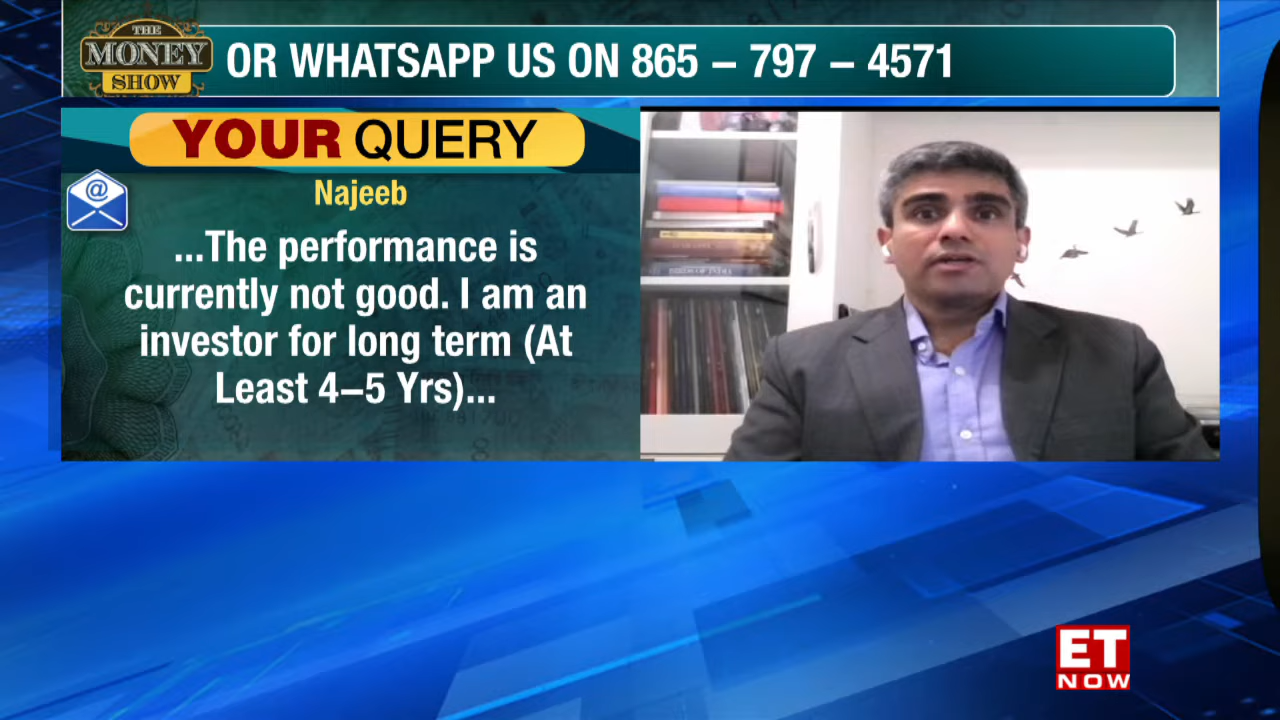 THE
MONEY
SHOW
OR WHATSAPP US ON 865 – 797 – 4571
YOUR QUERY
@
Najeeb
...The performance is
currently not good. I am an
investor for long term (At
Least 4–5 Yrs)...
ET
NOW